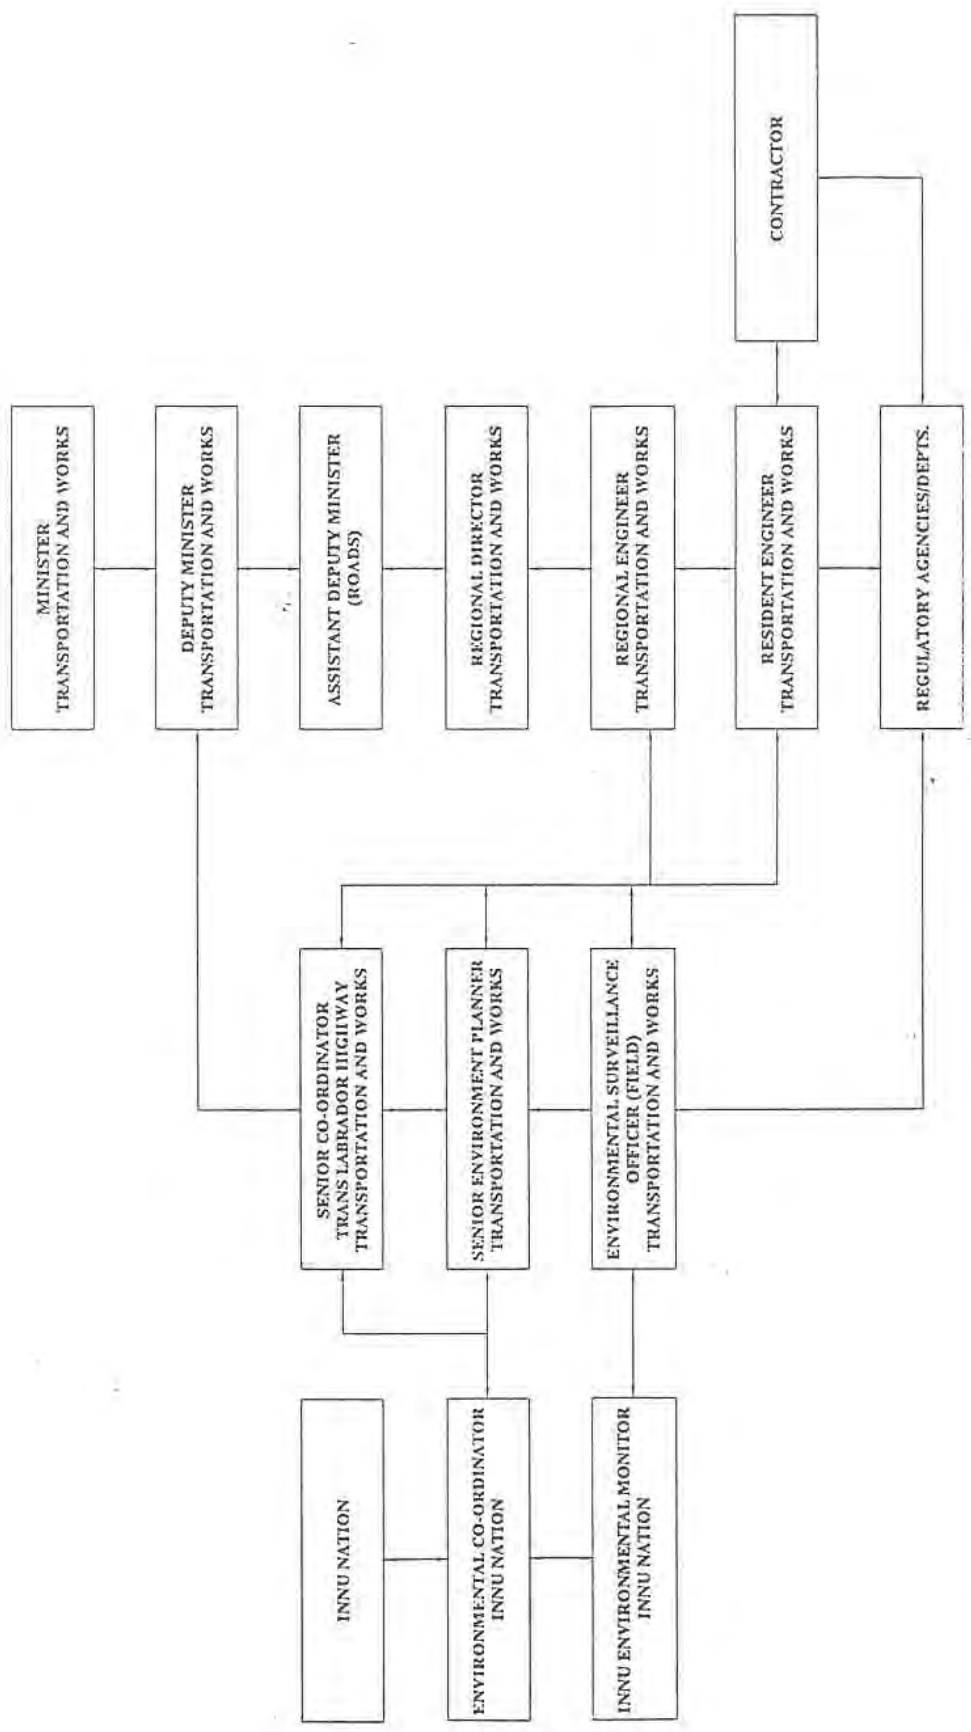 MINISTER
TRANSPORTATION AND WORKS
DEPUTY MINISTER
TRANSPORTATION AND WORKS
ASSISTANT DEPUTY MINISTER
(ROADS)
REGIONAL DIRECTOR
TRANSPORTATION AND WORKS
REGIONAL ENGINEER
TRANSPORTATION AND WORKS
RESIDENT ENGINEER
TRANSPORTATION AND WORKS
REGULATORY AGENCIES/DEPTS.
CONTRACTOR
SENIOR CO-ORDINATOR
TRANS LABRADOR HIGHWAY
TRANSPORTATION AND WORKS
SENIOR ENVIRONMENT PLANNER
TRANSPORTATION AND WORKS
ENVIRONMENTAL SURVEILLANCE
OFFICER (FIELD)
TRANSPORTATION AND WORKS
INNU NATION
ENVIRONMENTAL CO-ORDINATOR
INNU NATION
INNU ENVIRONMENTAL MONITOR
INNU NATION